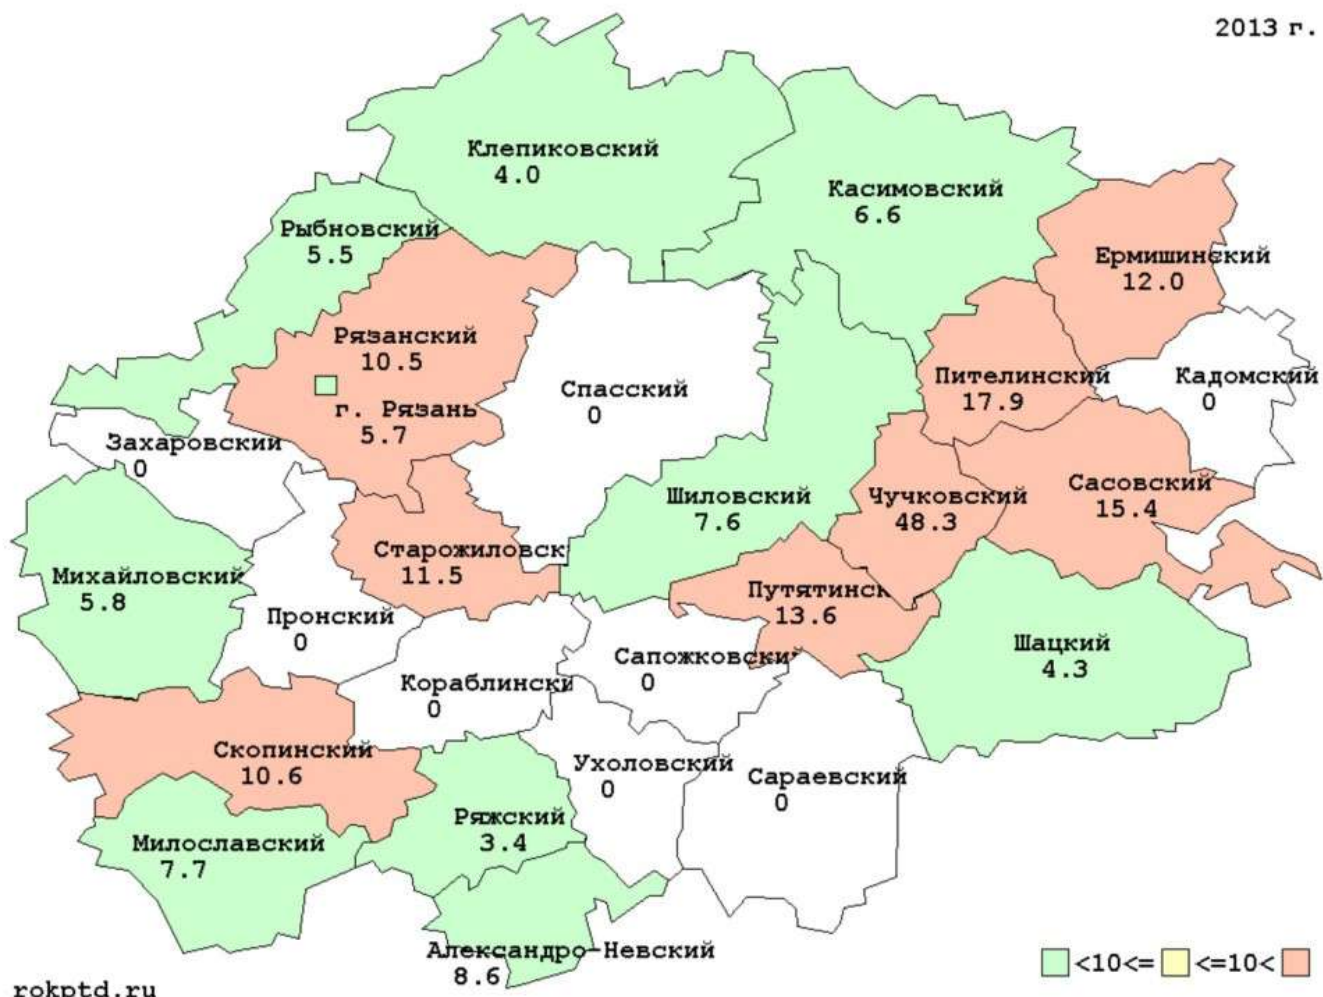 2013 г.
Клепиковский
4.0
Касимовский
6.6
Рыбновский
5.5
Ермишинский
12.0
Рязанский
10.5
Спасский
0
Пителинский
17.9
Кадомский
0
г. Рязань
5.7
Захаровский
0
Шиловский
7.6
Чучковский
48.3
Сасовский
15.4
Старожиловск
11.5
Михайловский
5.8
Путятинск
13.6
Пронский
0
Шацкий
4.3
Сапожковский
0
Кораблински
0
Скопинский
10.6
Ухоловский
0
Сараевский
0
Ряжский
3.4
Милославский
7.7
Александро-Невский
8.6
<10<= <=10<
rokptd.ru